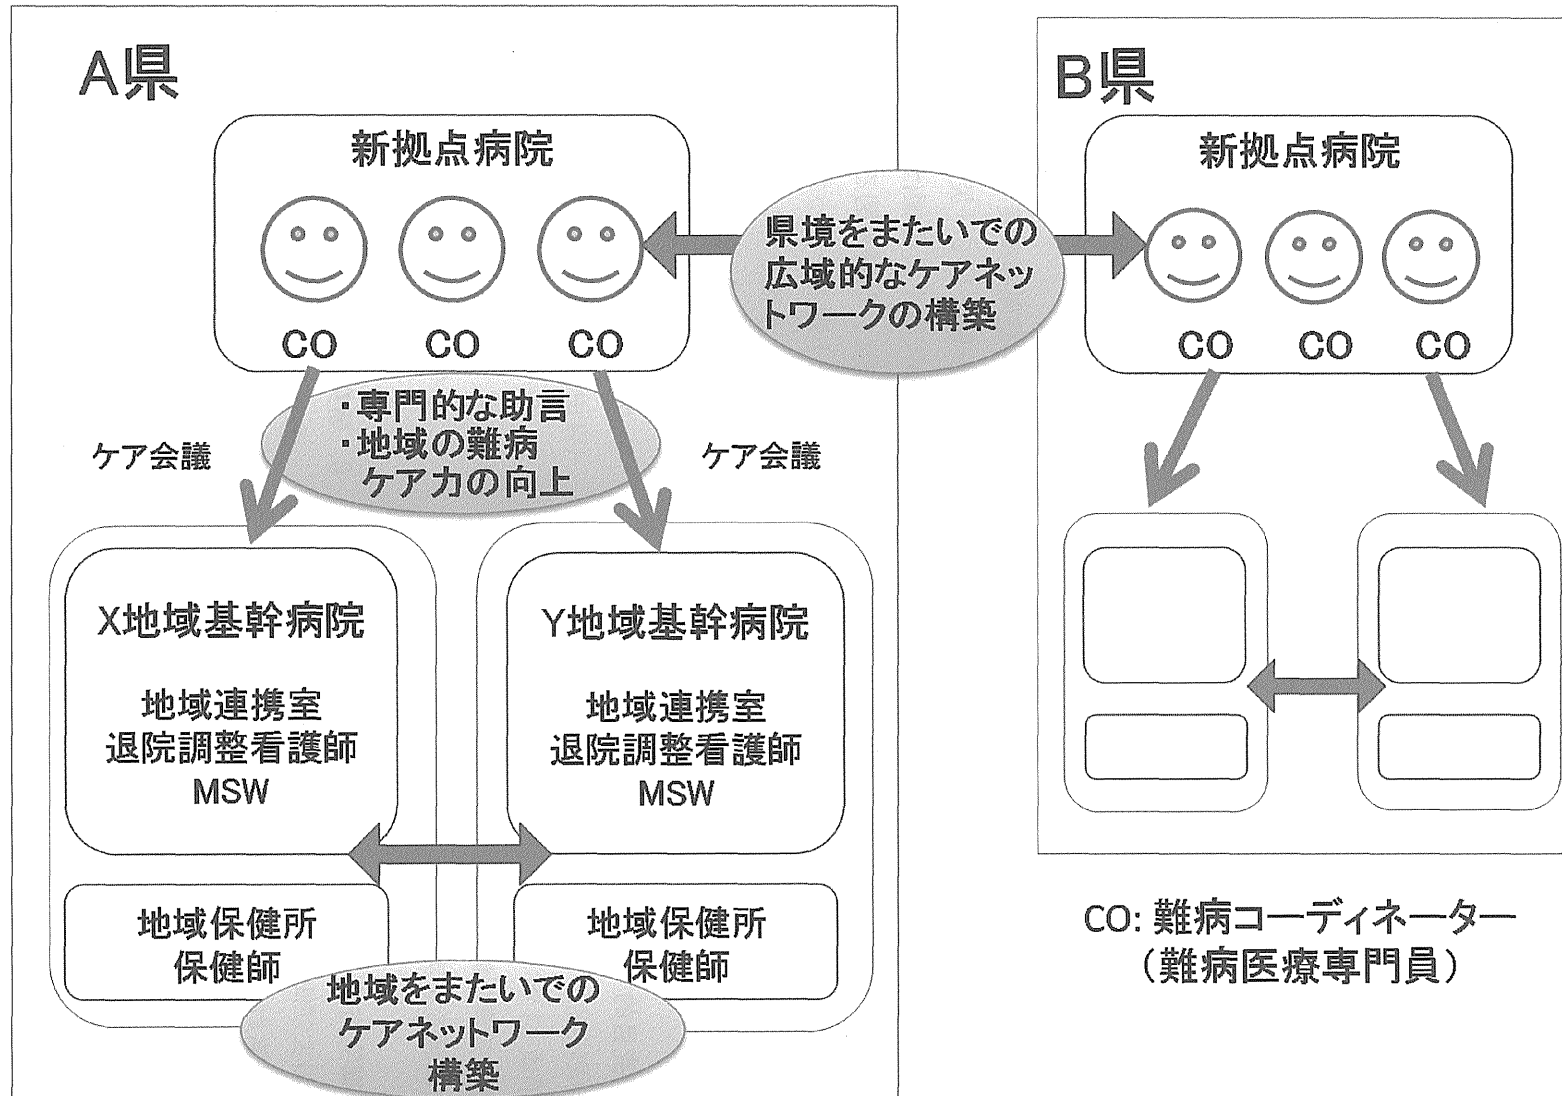 A県
新拠点病院
CO CO CO
県境をまたいでの
広域的なケアネッ
トワークの構築
B県
新拠点病院
CO CO CO
・専門的な助言
・地域の難病
ケア力の向上
ケア会議
ケア会議
X地域基幹病院
地域連携室
退院調整看護師
MSW
Y地域基幹病院
地域連携室
退院調整看護師
MSW
地域保健所
保健師
地域保健所
保健師
地域をまたいでの
ケアネットワーク
構築
CO: 難病コーディネーター
（難病医療専門員）